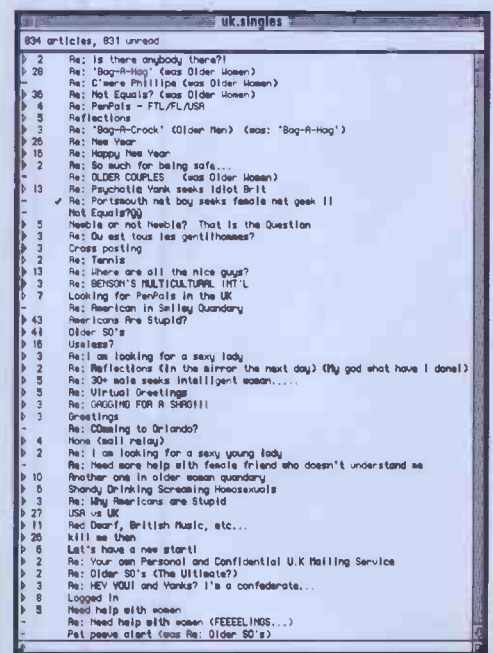 uk.singles
834 articles, 831 unread
2 Re: Is there anybody there?!
28 Re: 'Bag-A-Hag' (was Older Women)
- Re: C'mere Phillipa (was Older Women)
36 Re: Not Equals? (was Older Women)
4 Re: PenPals - FTL/FL/USA
5 Reflections
3 Re: "Bag-A-Crock" (Older Men) (was: "Bag-A-Hag")
26 Re: New Year
16 Re: Happy New Year
2 Re: So much for being safe...
- Re: OLDER COUPLES (was Older Women)
13 Re: Psychotic Yank seeks Idiot Brit
- ✔ Re: Portsmouth net boy seeks female net geek !!
- Not Equals?
5 Newbie or not Newbie? That is the Question
3 Re: Ou est tous les gentilhommes?
3 Cross posting
2 Re: Tennis
13 Re: Where are all the nice guys?
3 Re: BENSON'S MULTICULTURAL INT'L
7 Looking for PenPals in the UK
- Re: American in Smiley Quandary
43 Americans Are Stupid?
41 Older SO's
16 Useless?
3 Re:I am looking for a sexy lady
2 Re: Reflections (in the mirror the next day) (My god what have I done!)
5 Re: 30+ male seeks intelligent woman.....
5 Re: Virtual Greetings
3 Re: GAGGING FOR A SHAG!!!
3 Greetings
- Re: COming to Orlando?
4 None (mail relay)
2 Re: I am looking for a sexy young lady
- Re: Need more help with female friend who doesn't understand me
10 Another one in older woman quandary
6 Shandy Drinking Screaming Homosexuals
3 Re: Why Americans are Stupid
27 USA vs UK
11 Red Dwarf, British Music, etc...
26 kill me then
6 Let's have a new start!
2 Re: Your own Personal and Confidential U.K Mailing Service
2 Re: Older SO's (The Ultimate?)
3 Re: HEY YOU! and Yanks? I'm a confederate...
8 Logged in
5 Need help with women
- Re: Need help with women (FEEEELINGS...)
- Pet peeve alert (was Re: Older SO's)